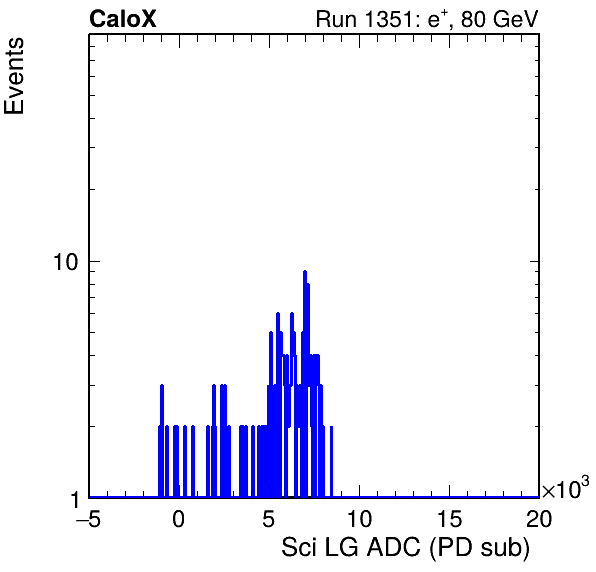 CaloX Run 1351: e⁺, 80 GeV
Events
10
1
−5 0 5 10 15 20
×10³
Sci LG ADC (PD sub)